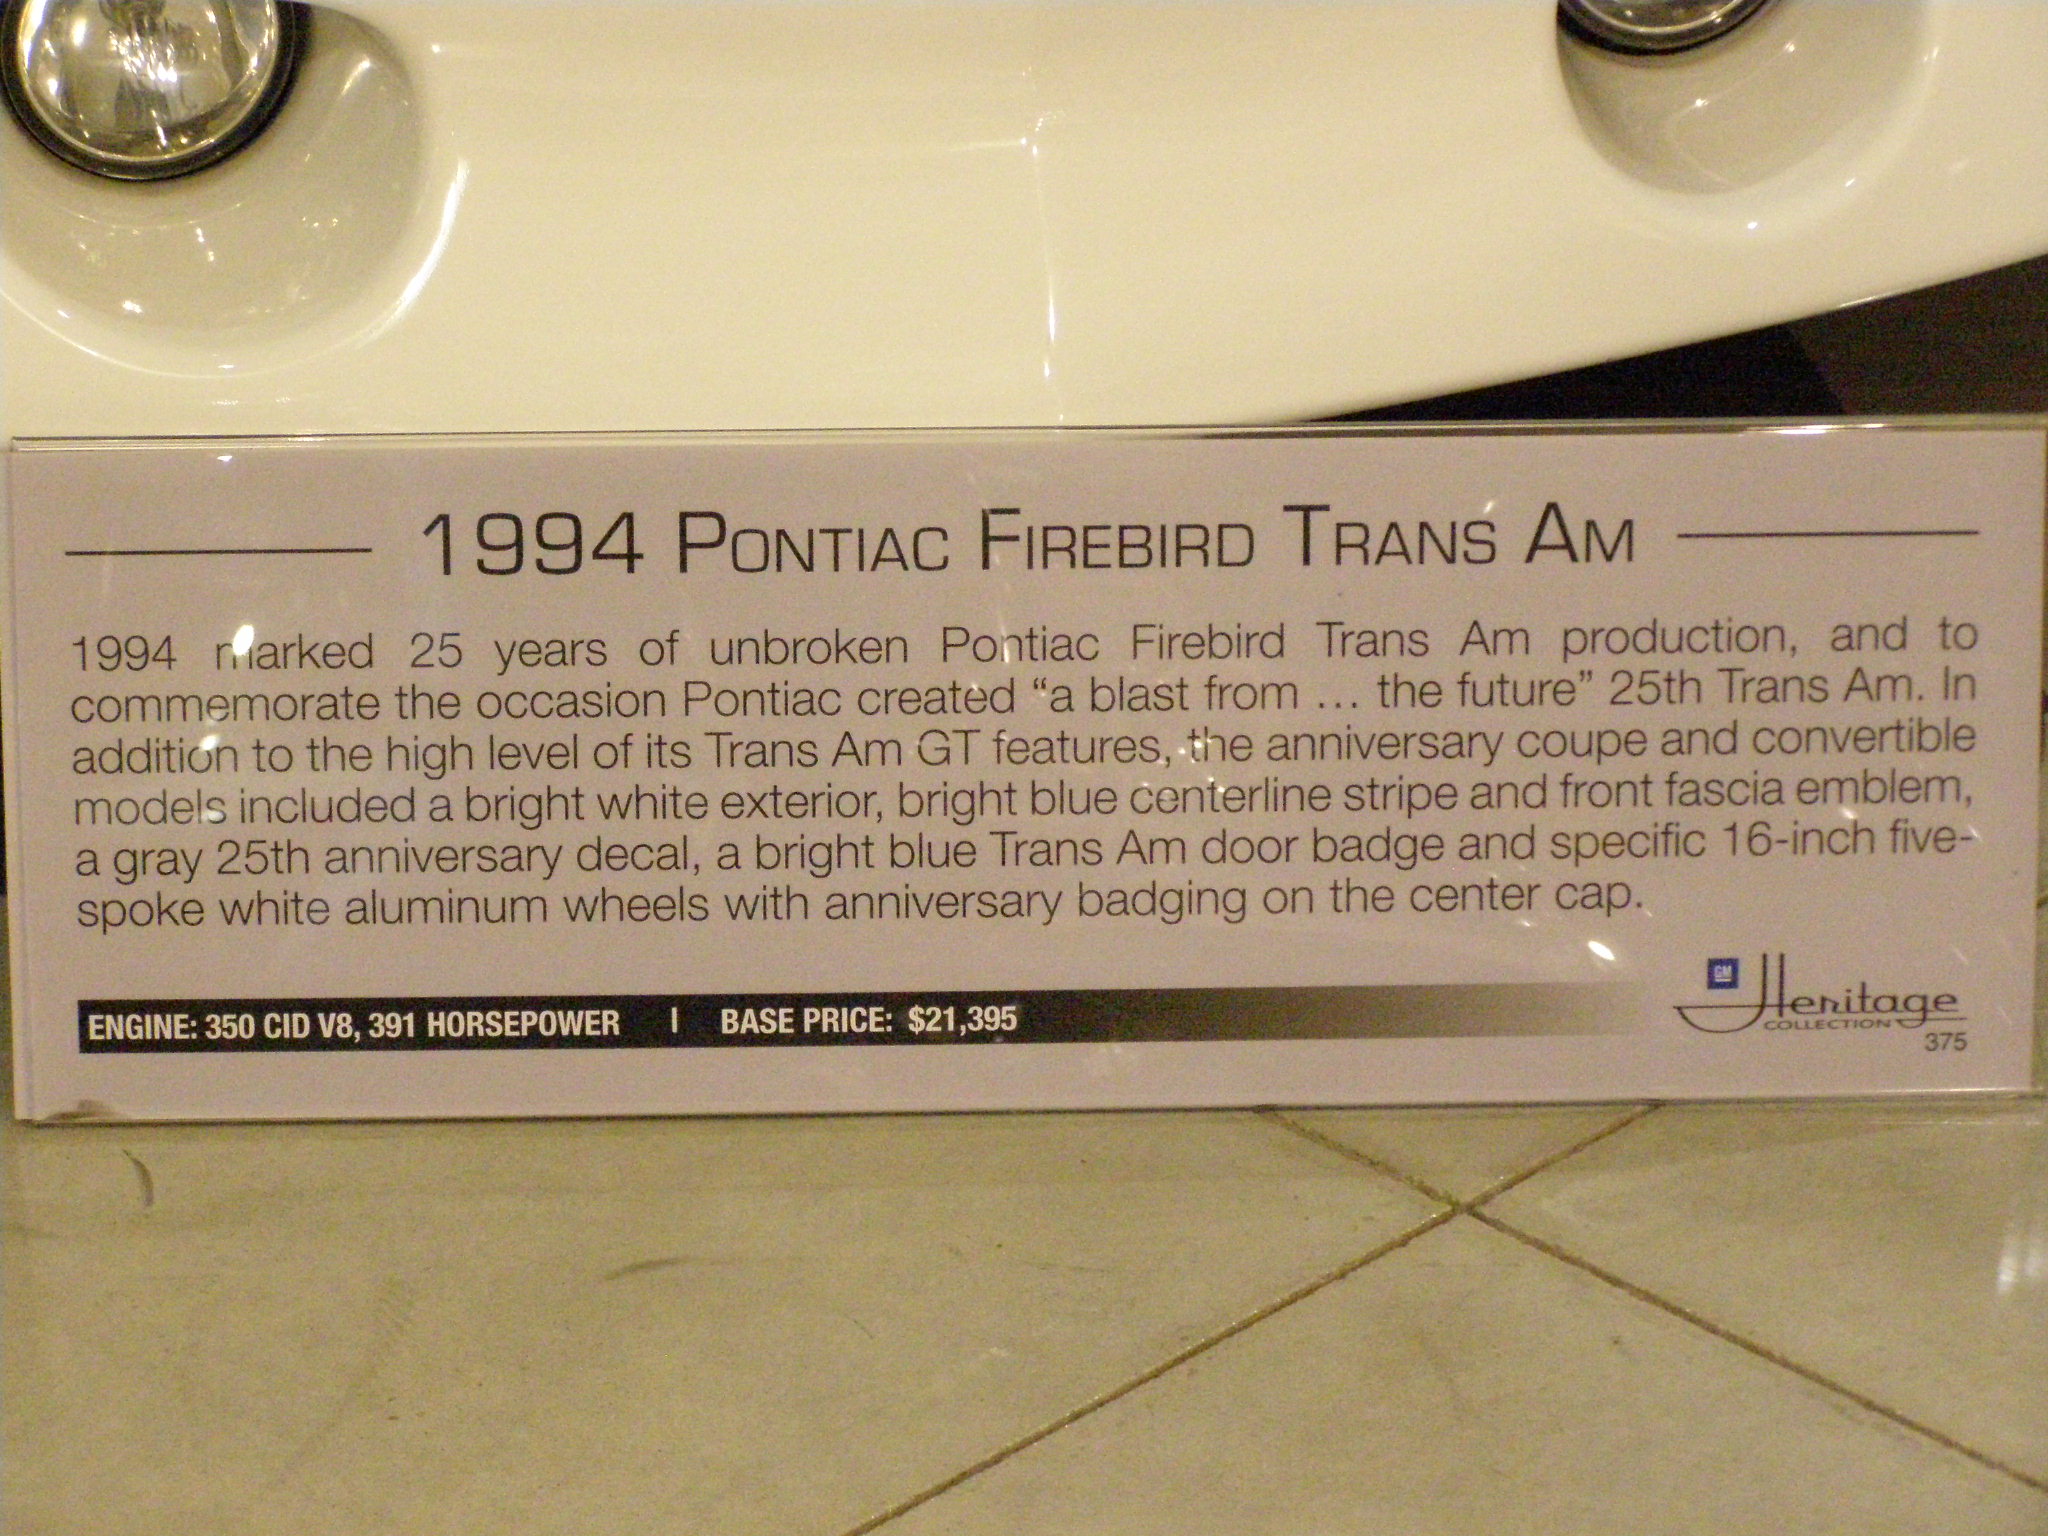 1994 PONTIAC FIREBIRD TRANS AM
1994 marked 25 years of unbroken Pontiac Firebird Trans Am production, and to
commemorate the occasion Pontiac created “a blast from ... the future” 25th Trans Am. In
addition to the high level of its Trans Am GT features, the anniversary coupe and convertible
models included a bright white exterior, bright blue centerline stripe and front fascia emblem,
a gray 25th anniversary decal, a bright blue Trans Am door badge and specific 16-inch five-
spoke white aluminum wheels with anniversary badging on the center cap.
ENGINE: 350 CID V8, 391 HORSEPOWER | BASE PRICE: $21,395
GM Heritage
COLLECTION
375